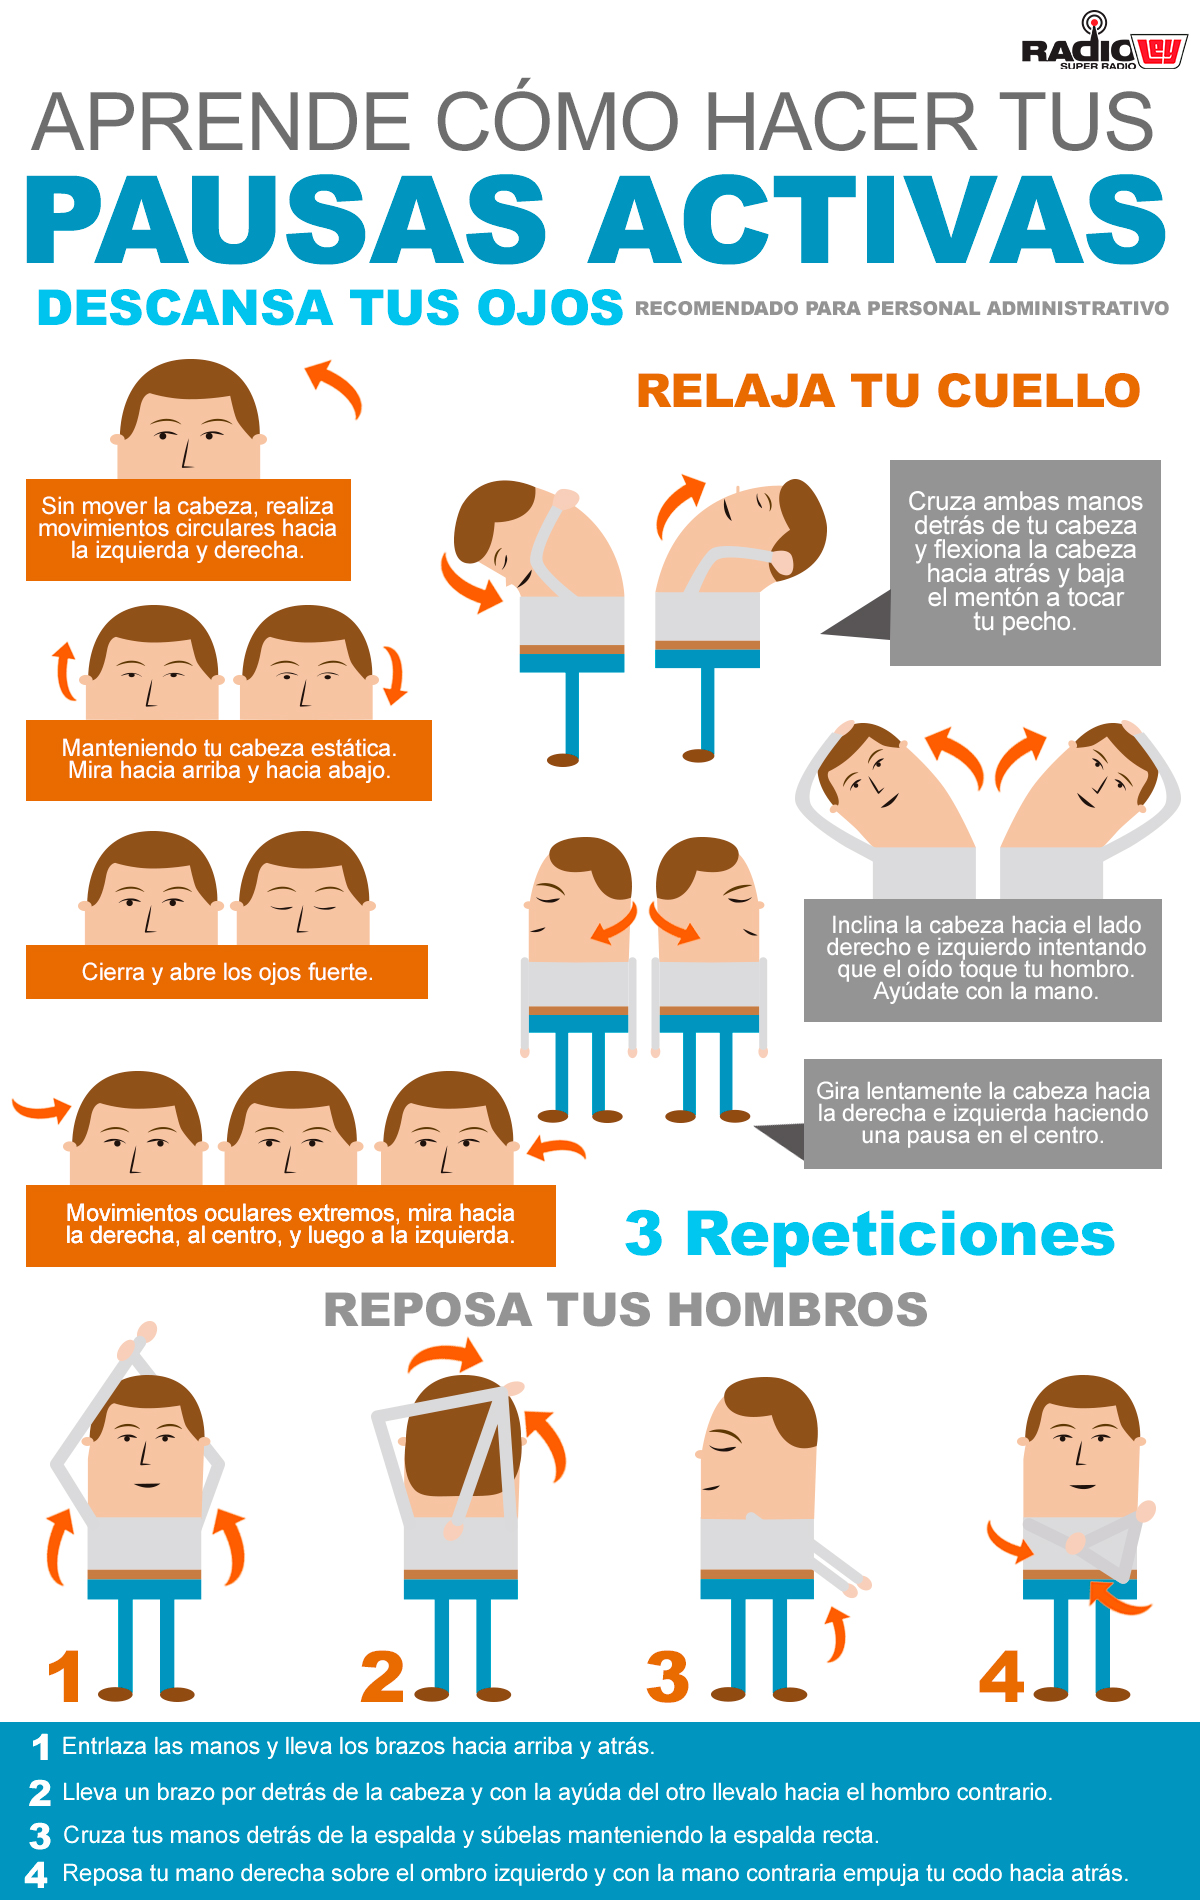 RADIO Ley
SUPER RADIO
APRENDE CÓMO HACER TUS
PAUSAS ACTIVAS
DESCANSA TUS OJOS
RECOMENDADO PARA PERSONAL ADMINISTRATIVO
Sin mover la cabeza, realiza
movimientos circulares hacia
la izquierda y derecha.
Manteniendo tu cabeza estática.
Mira hacia arriba y hacia abajo.
Cierra y abre los ojos fuerte.
Movimientos oculares extremos, mira hacia
la derecha, al centro, y luego a la izquierda.
RELAJA TU CUELLO
Cruza ambas manos
detrás de tu cabeza
y flexiona la cabeza
hacia atrás y baja
el mentón a tocar
tu pecho.
Inclina la cabeza hacia el lado
derecho e izquierdo intentando
que el oído toque tu hombro.
Ayúdate con la mano.
Gira lentamente la cabeza hacia
la derecha e izquierda haciendo
una pausa en el centro.
3 Repeticiones
REPOSA TUS HOMBROS
1
2
3
4
1 Entrlaza las manos y lleva los brazos hacia arriba y atrás.
2 Lleva un brazo por detrás de la cabeza y con la ayúda del otro llevalo hacia el hombro contrario.
3 Cruza tus manos detrás de la espalda y súbelas manteniendo la espalda recta.
4 Reposa tu mano derecha sobre el ombro izquierdo y con la mano contraria empuja tu codo hacia atrás.